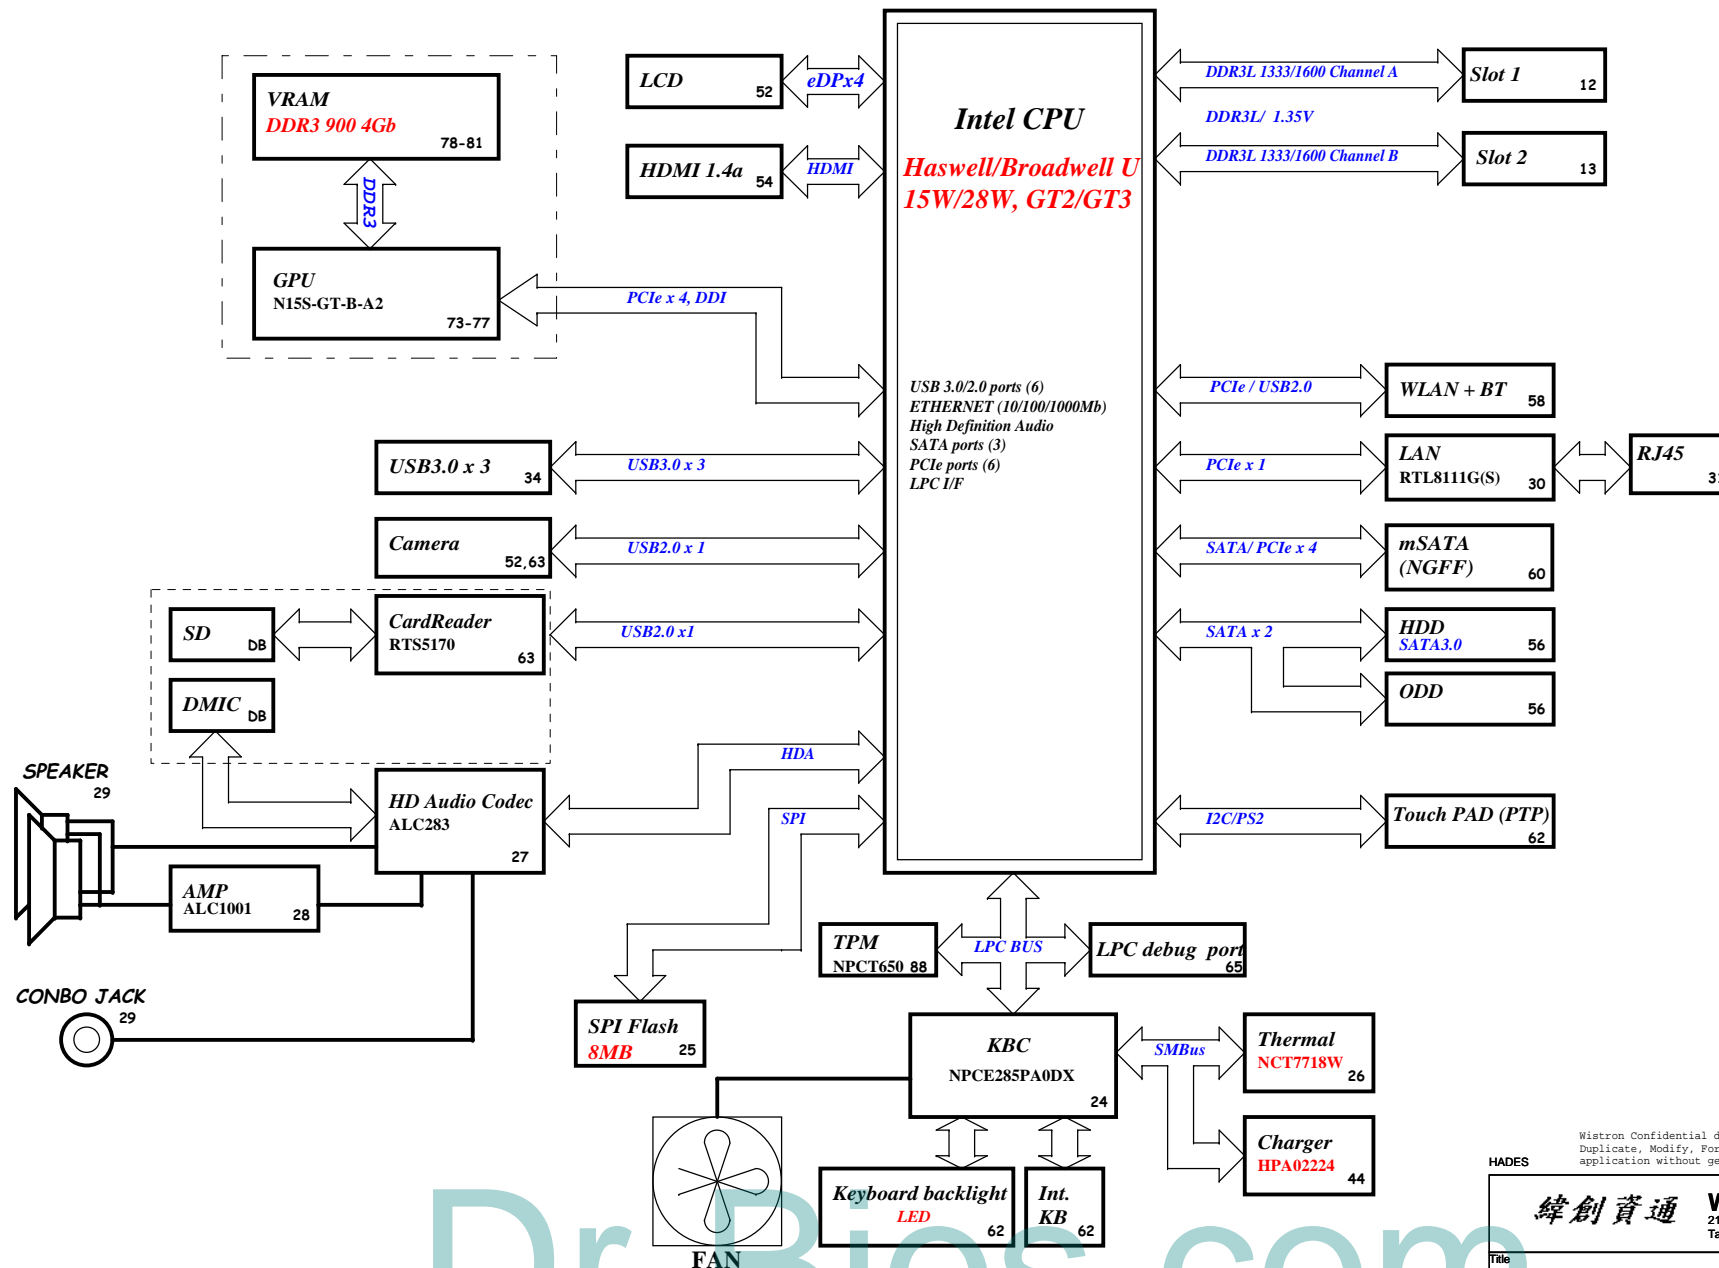 VRAM
DDR3 900 4Gb
78-81
DDR3
GPU
N15S-GT-B-A2
73-77
PCIe x 4, DDI
LCD
52
eDPx4
HDMI 1.4a
54
HDMI
Intel CPU
Haswell/Broadwell U
15W/28W, GT2/GT3
USB 3.0/2.0 ports (6)
ETHERNET (10/100/1000Mb)
High Definition Audio
SATA ports (3)
PCIe ports (6)
LPC I/F
DDR3L 1333/1600 Channel A
DDR3L/ 1.35V
DDR3L 1333/1600 Channel B
Slot 1
12
Slot 2
13
PCIe / USB2.0
WLAN + BT
58
PCIe x 1
LAN
RTL8111G(S)
30
RJ45
SATA/ PCIe x 4
mSATA
(NGFF)
60
SATA x 2
HDD
SATA3.0
56
ODD
56
I2C/PS2
Touch PAD (PTP)
62
USB3.0 x 3
34
USB3.0 x 3
Camera
52,63
USB2.0 x 1
SD
DB
CardReader
RTS5170
63
USB2.0 x1
DMIC
DB
HDA
SPI
SPEAKER
29
HD Audio Codec
ALC283
27
AMP
ALC1001
28
CONBO JACK
29
SPI Flash
8MB
25
TPM
NPCT650 88
LPC BUS
LPC debug port
65
KBC
NPCE285PA0DX
24
SMBus
Thermal
NCT7718W
26
Charger
HPA02224
44
Keyboard backlight
LED
62
Int.
KB
62
FAN
Dr-Bios.com
HADES
Wistron Confidential
Duplicate, Modify,
application without
緯創資通
Title